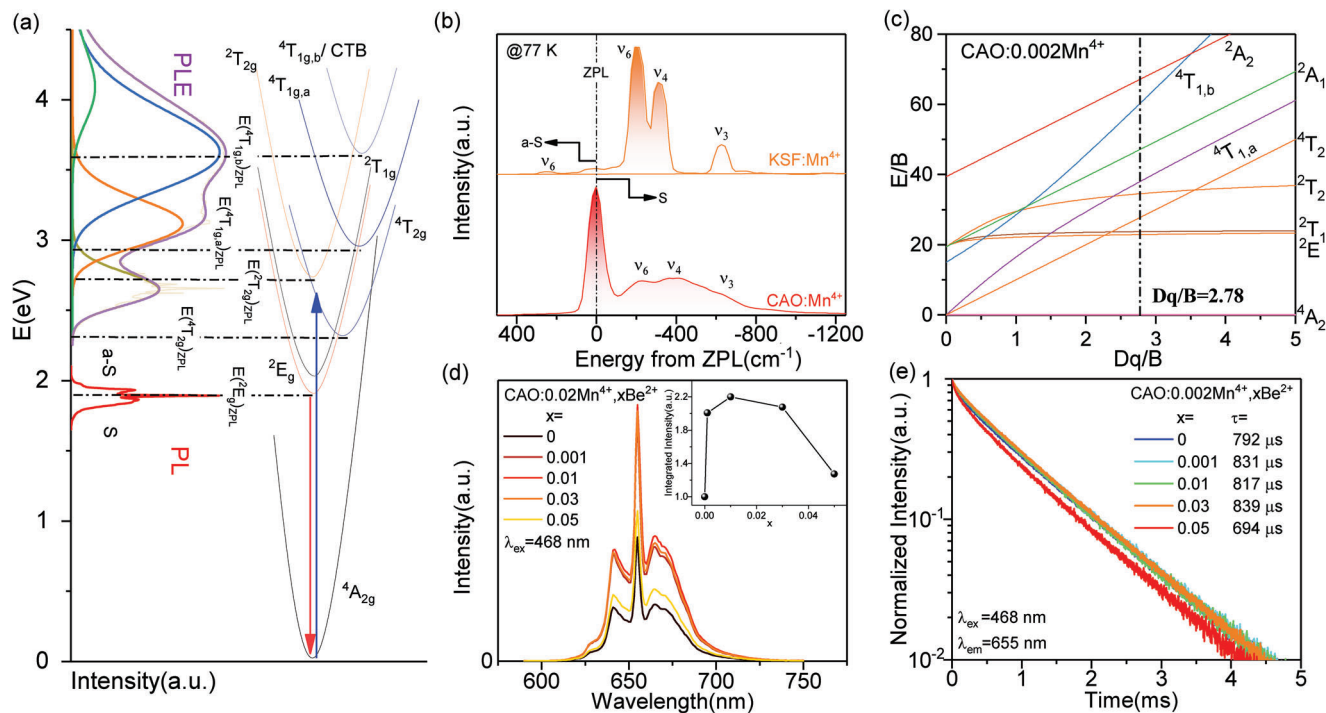 (a)
E(eV)
4
3
2
1
0
Intensity(a.u.)
PLE
PL
a-S
S
E(⁴T1g,b)ZPL
E(⁴T1g,a)ZPL
E(²T2g)ZPL
E(⁴T2g)ZPL
E(²Eg)ZPL
⁴T1g,b/ CTB
²T2g
⁴T1g,a
²T1g
⁴T2g
²Eg
⁴A2g
(b)
@77 K
ZPL
ν6
ν4
ν3
a-S
ν6
KSF:Mn⁴⁺
S
ν6
ν4
ν3
CAO:Mn⁴⁺
Intensity(a.u.)
400 0 -400 -800 -1200
Energy from ZPL(cm⁻¹)
(c)
CAO:0.002Mn⁴⁺
²A2
⁴T1,b
²A1
⁴T1,a
⁴T2
²T2
²T1
²E
⁴A2
Dq/B=2.78
E/B
80
60
40
20
0
0 1 2 3 4 5
Dq/B
(d)
CAO:0.02Mn⁴⁺,xBe²⁺
x=
0
0.001
0.01
0.03
0.05
λex=468 nm
Integrated Intensity(a.u.)
2.2
1.8
1.4
1.0
0.00 0.02 0.04
x
Intensity(a.u.)
0
600 650 700 750
Wavelength(nm)
(e)
CAO:0.002Mn⁴⁺,xBe²⁺
x= τ=
0 792 μs
0.001 831 μs
0.01 817 μs
0.03 839 μs
0.05 694 μs
λex=468 nm
λem=655 nm
Normalized Intensity(a.u.)
1
10⁻¹
10⁻²
0 1 2 3 4 5
Time(ms)